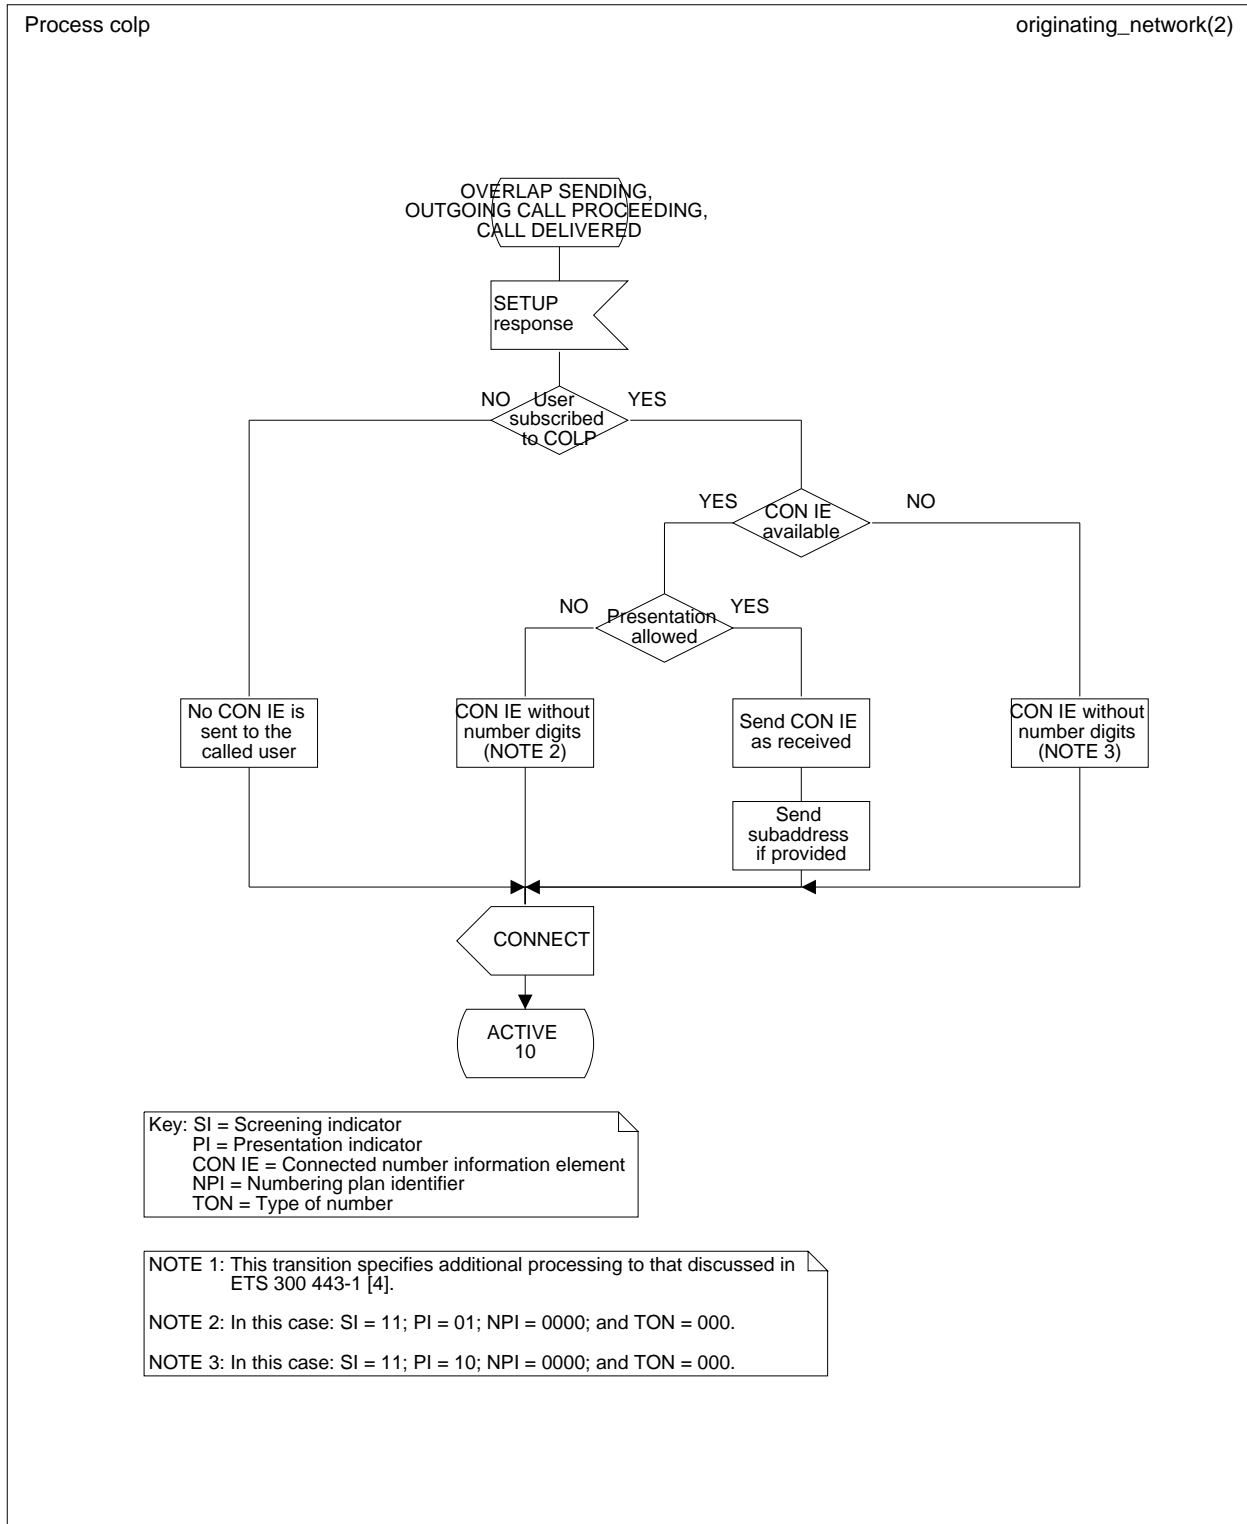 Process colp
originating_network(2)
OVERLAP SENDING,
OUTGOING CALL PROCEEDING,
CALL DELIVERED
SETUP
response
NO
User
subscribed
to COLP
YES
YES
CON IE
available
NO
NO
Presentation
allowed
YES
No CON IE is
sent to the
called user
CON IE without
number digits
(NOTE 2)
Send CON IE
as received
CON IE without
number digits
(NOTE 3)
Send
subaddress
if provided
CONNECT
ACTIVE
10
Key: SI = Screening indicator
PI = Presentation indicator
CON IE = Connected number information element
NPI = Numbering plan identifier
TON = Type of number
NOTE 1: This transition specifies additional processing to that discussed in
ETS 300 443-1 [4].
NOTE 2: In this case: SI = 11; PI = 01; NPI = 0000; and TON = 000.
NOTE 3: In this case: SI = 11; PI = 10; NPI = 0000; and TON = 000.